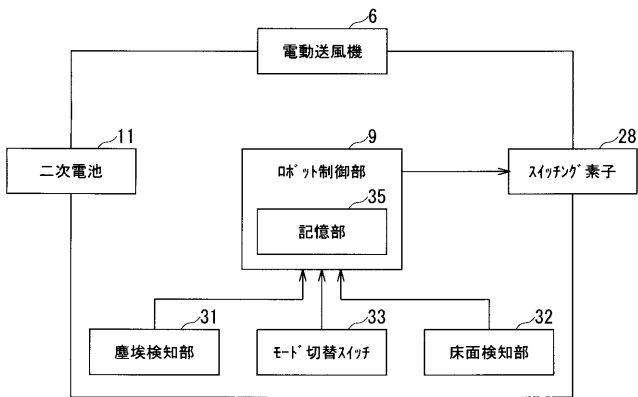 6
電動送風機
11
二次電池
9
ロボット制御部
28
スイッチング素子
35
記憶部
31
塵埃検知部
33
モード切替スイッチ
32
床面検知部